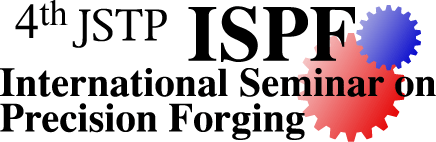 4th JSTP ISPF
International Seminar on
Precision Forging